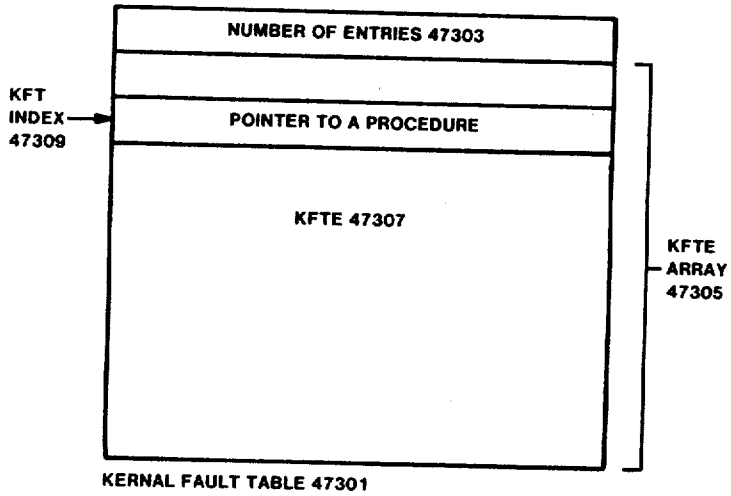 NUMBER OF ENTRIES 47303
KFT
INDEX
47309
POINTER TO A PROCEDURE
KFTE 47307
KFTE
ARRAY
47305
KERNAL FAULT TABLE 47301